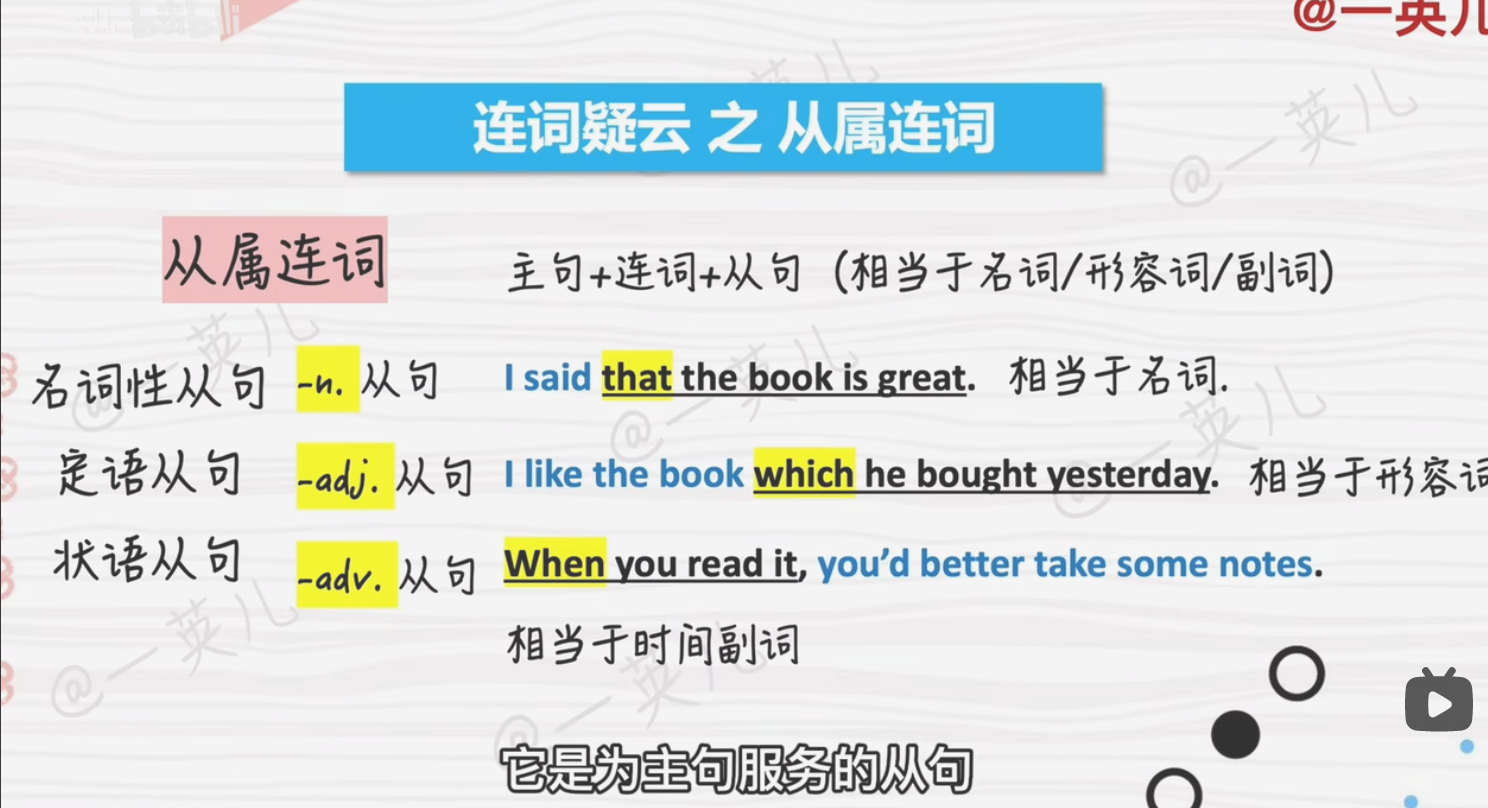 @一英儿
连词疑云 之 从属连词
从属连词 主句+连词+从句（相当于名词/形容词/副词）
名词性从句 -n. 从句 I said that the book is great. 相当于名词.
定语从句 -adj. 从句 I like the book which he bought yesterday. 相当于形容词
状语从句 -adv. 从句 When you read it, you’d better take some notes.
相当于时间副词
它是为主句服务的从句